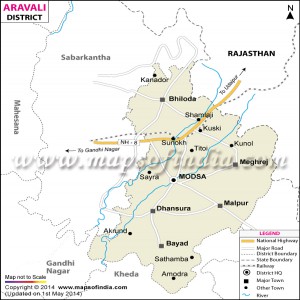 ARAVALI
DISTRICT
Sabarkantha
RAJASTHAN
To Udaipur
Kanador
Bhiloda
Shamlaji
Kuski
Mahesana
NH - 8
Sunokh
Titoi
Kunol
To Gandhi Nagar
Meghrej
www.mapsofindia.com
Sayra
MODSA
Dhansura
Malpur
Akrund
Bayad
Sathamba
Amodra
Gandhi
Nagar
Kheda
LEGEND
National Highway
Major Road
District Boundary
State Boundary
Railway
District HQ
Major Town
Other Town
River
Map not to Scale
Copyright © 2014 mapsofindia.com
(Updated on 1st May 2014)